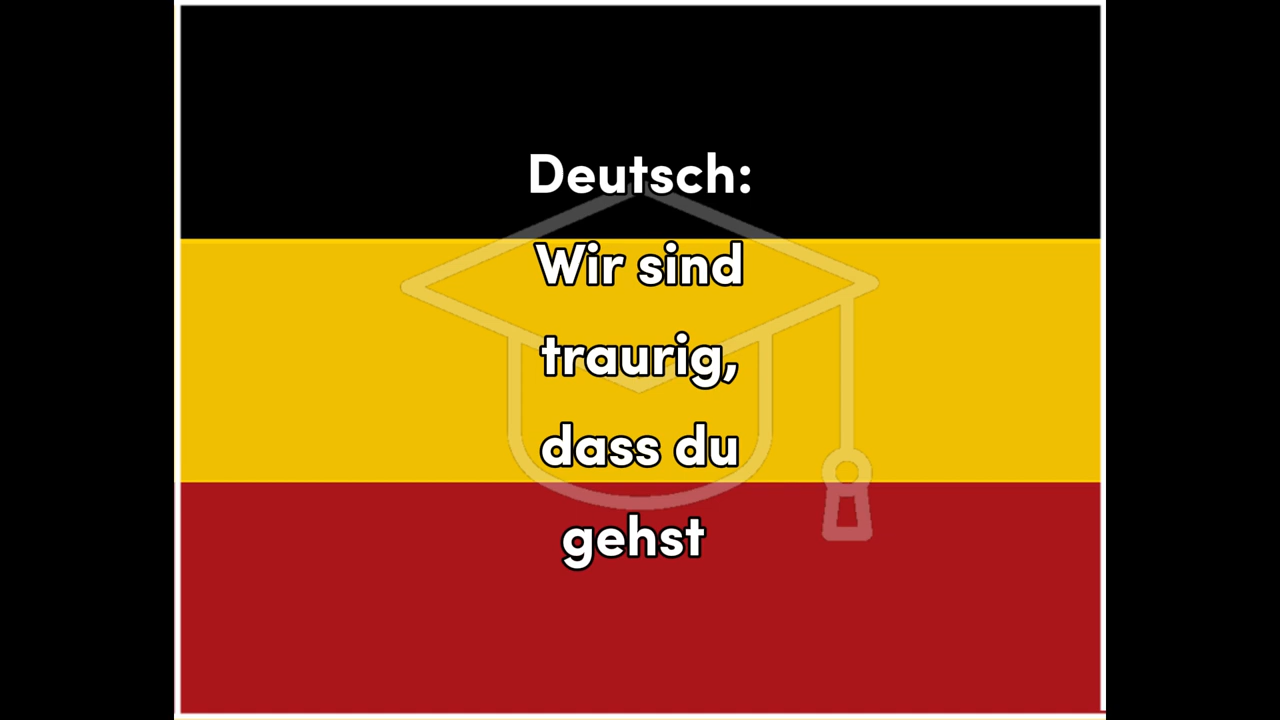 Deutsch:
Wir sind
traurig,
dass du
gehst